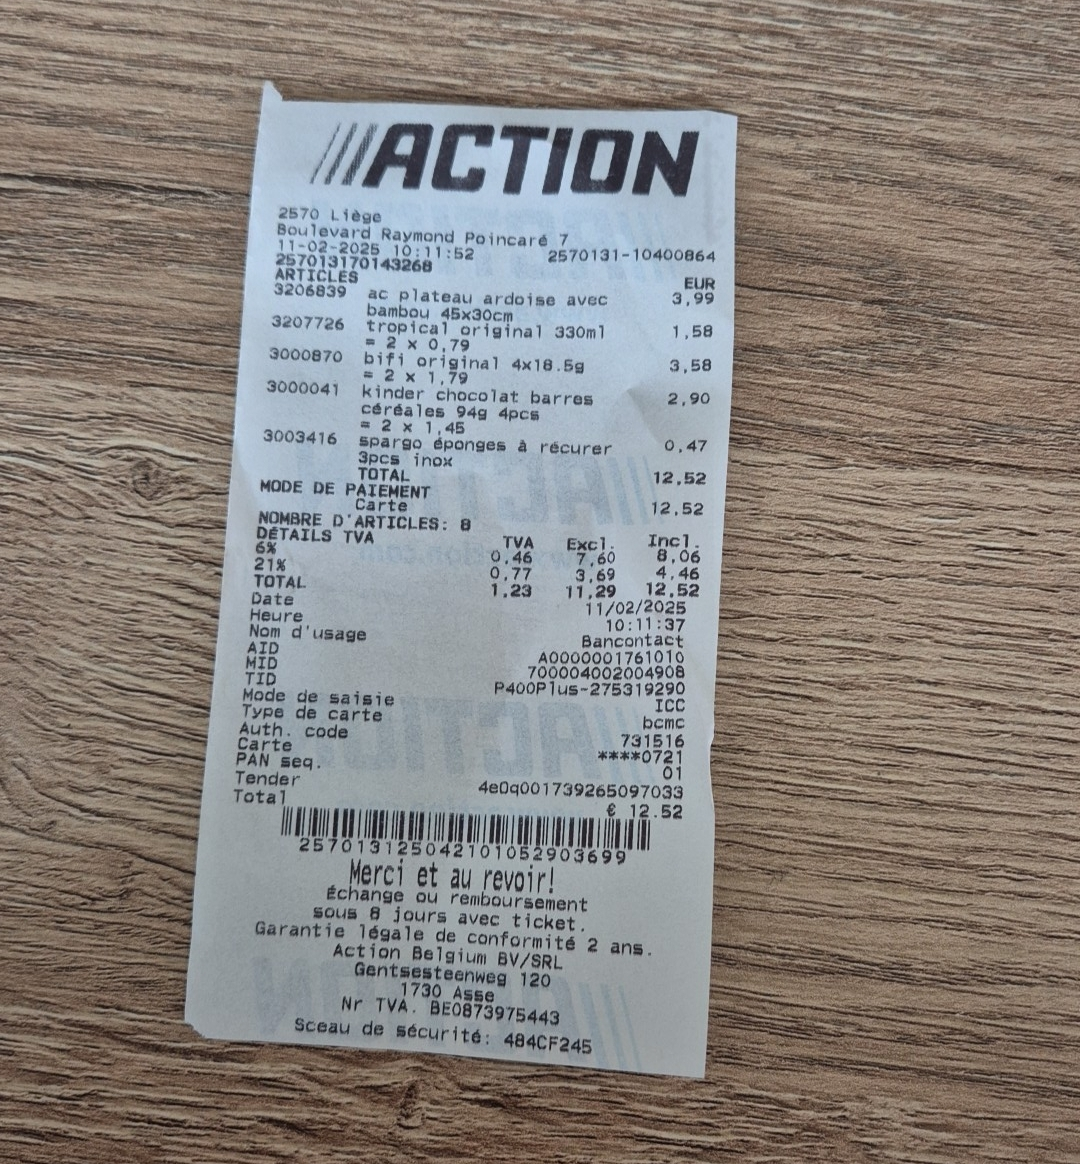 ///ACTION
2570 Liège
Boulevard Raymond Poincaré 7
11-02-2025 10:11:52 2570131-10400864
257013170143268
ARTICLES EUR
3206839 ac plateau ardoise avec 3,99
bambou 45x30cm
3207726 tropical original 330ml 1,58
= 2 x 0,79
3000870 bifi original 4x18.5g 3,58
= 2 x 1,79
3000041 kinder chocolat barres 2,90
céréales 94g 4pcs
= 2 x 1,45
3003416 spargo éponges à récurer 0,47
3pcs inox
TOTAL 12,52
MODE DE PAIEMENT
Carte 12,52
NOMBRE D'ARTICLES: 8
DÉTAILS TVA TVA Excl. Incl.
6% 0,46 7,60 8,06
21% 0,77 3,69 4,46
TOTAL 1,23 11,29 12,52
Date 11/02/2025
Heure 10:11:37
Nom d'usage Bancontact
AID A0000001761010
MID 700004002004908
TID P400Plus-275319290
Mode de saisie ICC
Type de carte bcmc
Auth. code 731516
Carte ****0721
PAN seq. 01
Tender 4e0q001739265097033
Total € 12.52
257013125042101052903699
Merci et au revoir!
Échange ou remboursement
sous 8 jours avec ticket.
Garantie légale de conformité 2 ans.
Action Belgium BV/SRL
Gentsesteenweg 120
1730 Asse
Nr TVA. BE0873975443
Sceau de sécurité: 484CF245